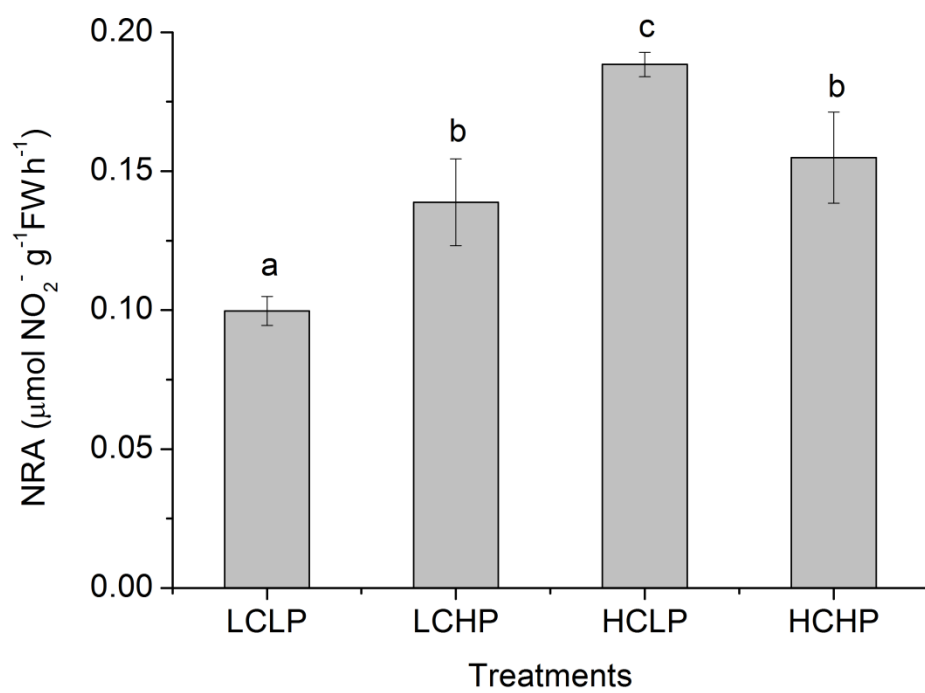 NRA (μmol NO₂⁻ g⁻¹FWh⁻¹)
0.20
0.15
0.10
0.05
0.00
a
b
c
b
LCLP LCHP HCLP HCHP
Treatments